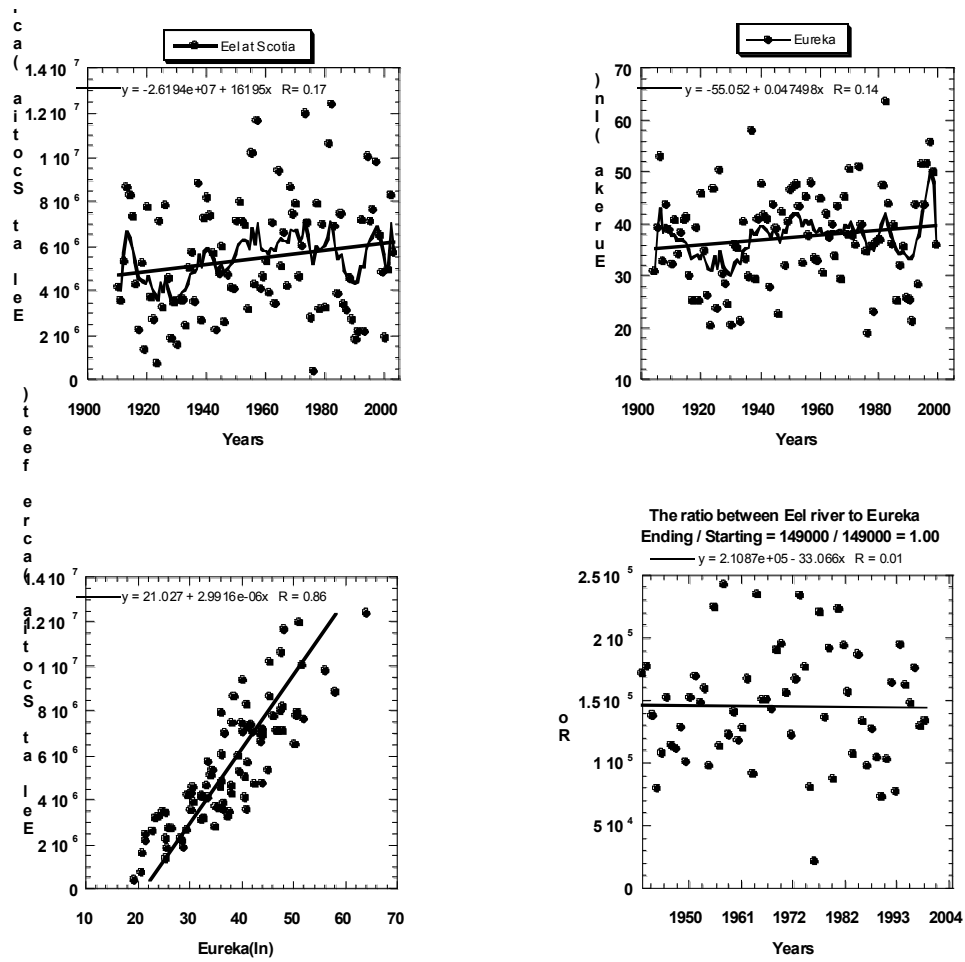 Eel at Scotia
Eel at Scotia (acre feet)
1.4 10 7
1.2 10 7
1 10 7
8 10 6
6 10 6
4 10 6
2 10 6
0
y = -2.6194e+07 + 16195x R= 0.17
1900 1920 1940 1960 1980 2000
Years
Eureka
Eureka (In)
70
60
50
40
30
20
10
y = -55.052 + 0.047498x R= 0.14
1900 1920 1940 1960 1980 2000
Years
Eel at Scotia(acre feet)
1.4 10 7
1.2 10 7
1 10 7
8 10 6
6 10 6
4 10 6
2 10 6
0
y = 21.027 + 2.9916e-06x R = 0.86
10 20 30 40 50 60 70
Eureka(In)
The ratio between Eel river to Eureka
Ending / Starting = 149000 / 149000 = 1.00
y = 2.1087e+05 - 33.066x R = 0.01
2.5 10 5
2 10 5
1.5 10 5
1 10 5
5 10 4
0
Ro
1950 1961 1972 1982 1993 2004
Years